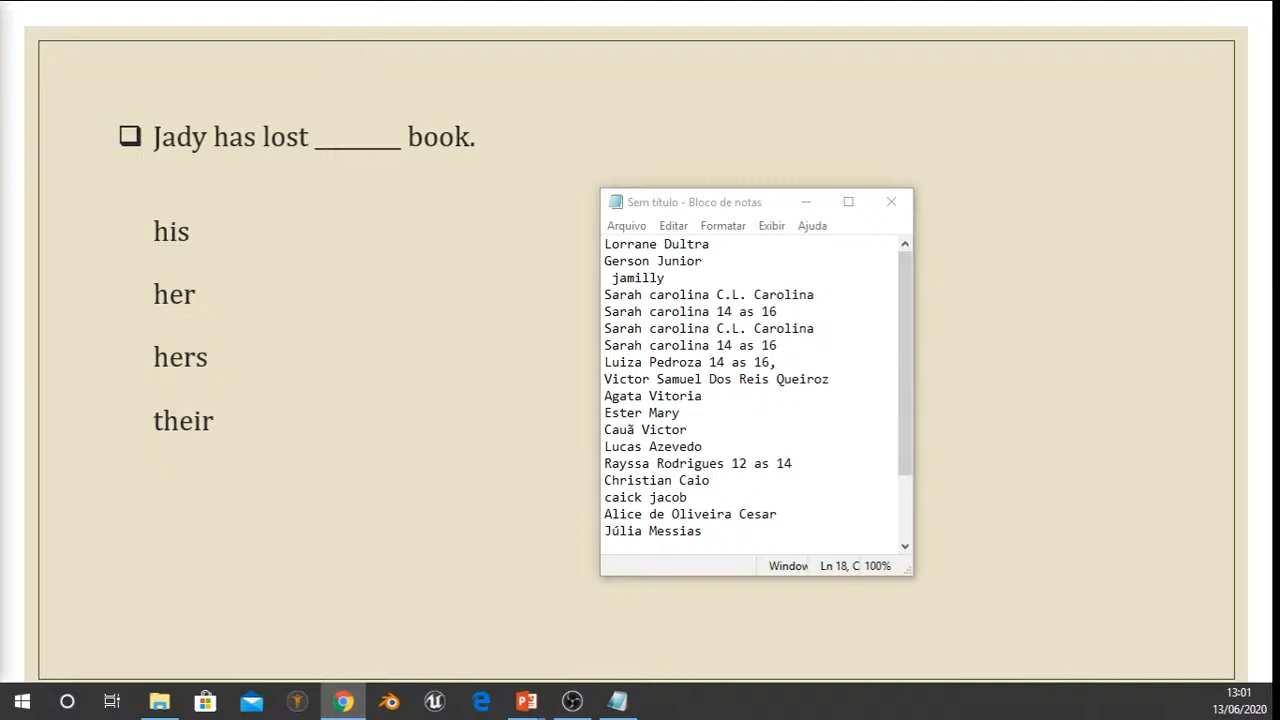 Jady has lost ______ book.
his
her
hers
their
Sem título - Bloco de notas
Arquivo Editar Formatar Exibir Ajuda
Lorrane Dultra
Gerson Junior
jamilly
Sarah carolina C.L. Carolina
Sarah carolina 14 as 16
Sarah carolina C.L. Carolina
Sarah carolina 14 as 16
Luiza Pedroza 14 as 16,
Victor Samuel Dos Reis Queiroz
Agata Vitoria
Ester Mary
Cauã Victor
Lucas Azevedo
Rayssa Rodrigues 12 as 14
Christian Caio
caick jacob
Alice de Oliveira Cesar
Júlia Messias
Window Ln 18, C 100%
13:01
13/06/2020